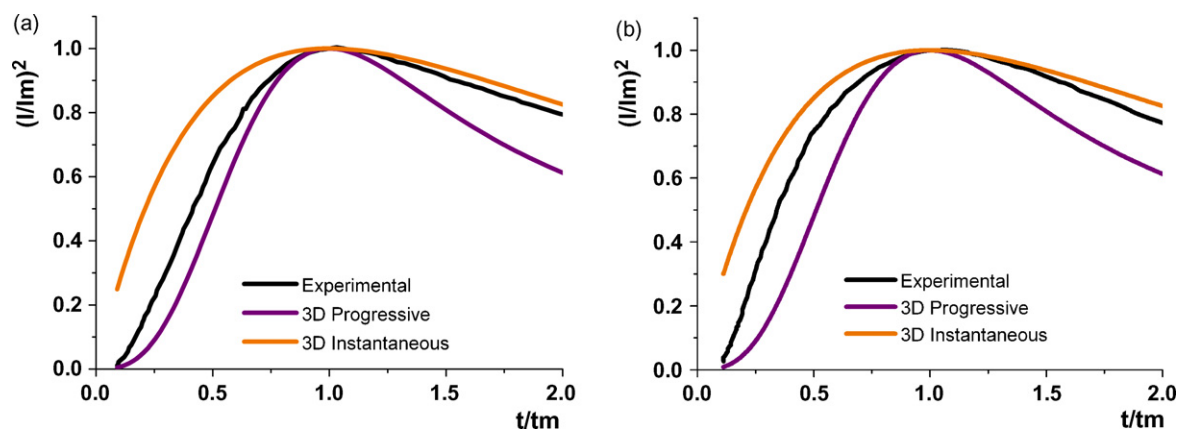 (a)
(I/Im)²
1.0
0.8
0.6
0.4
0.2
0.0
Experimental
3D Progressive
3D Instantaneous
0.0 0.5 1.0 1.5 2.0
t/tm
(b)
(I/Im)²
1.0
0.8
0.6
0.4
0.2
0.0
Experimental
3D Progressive
3D Instantaneous
0.0 0.5 1.0 1.5 2.0
t/tm